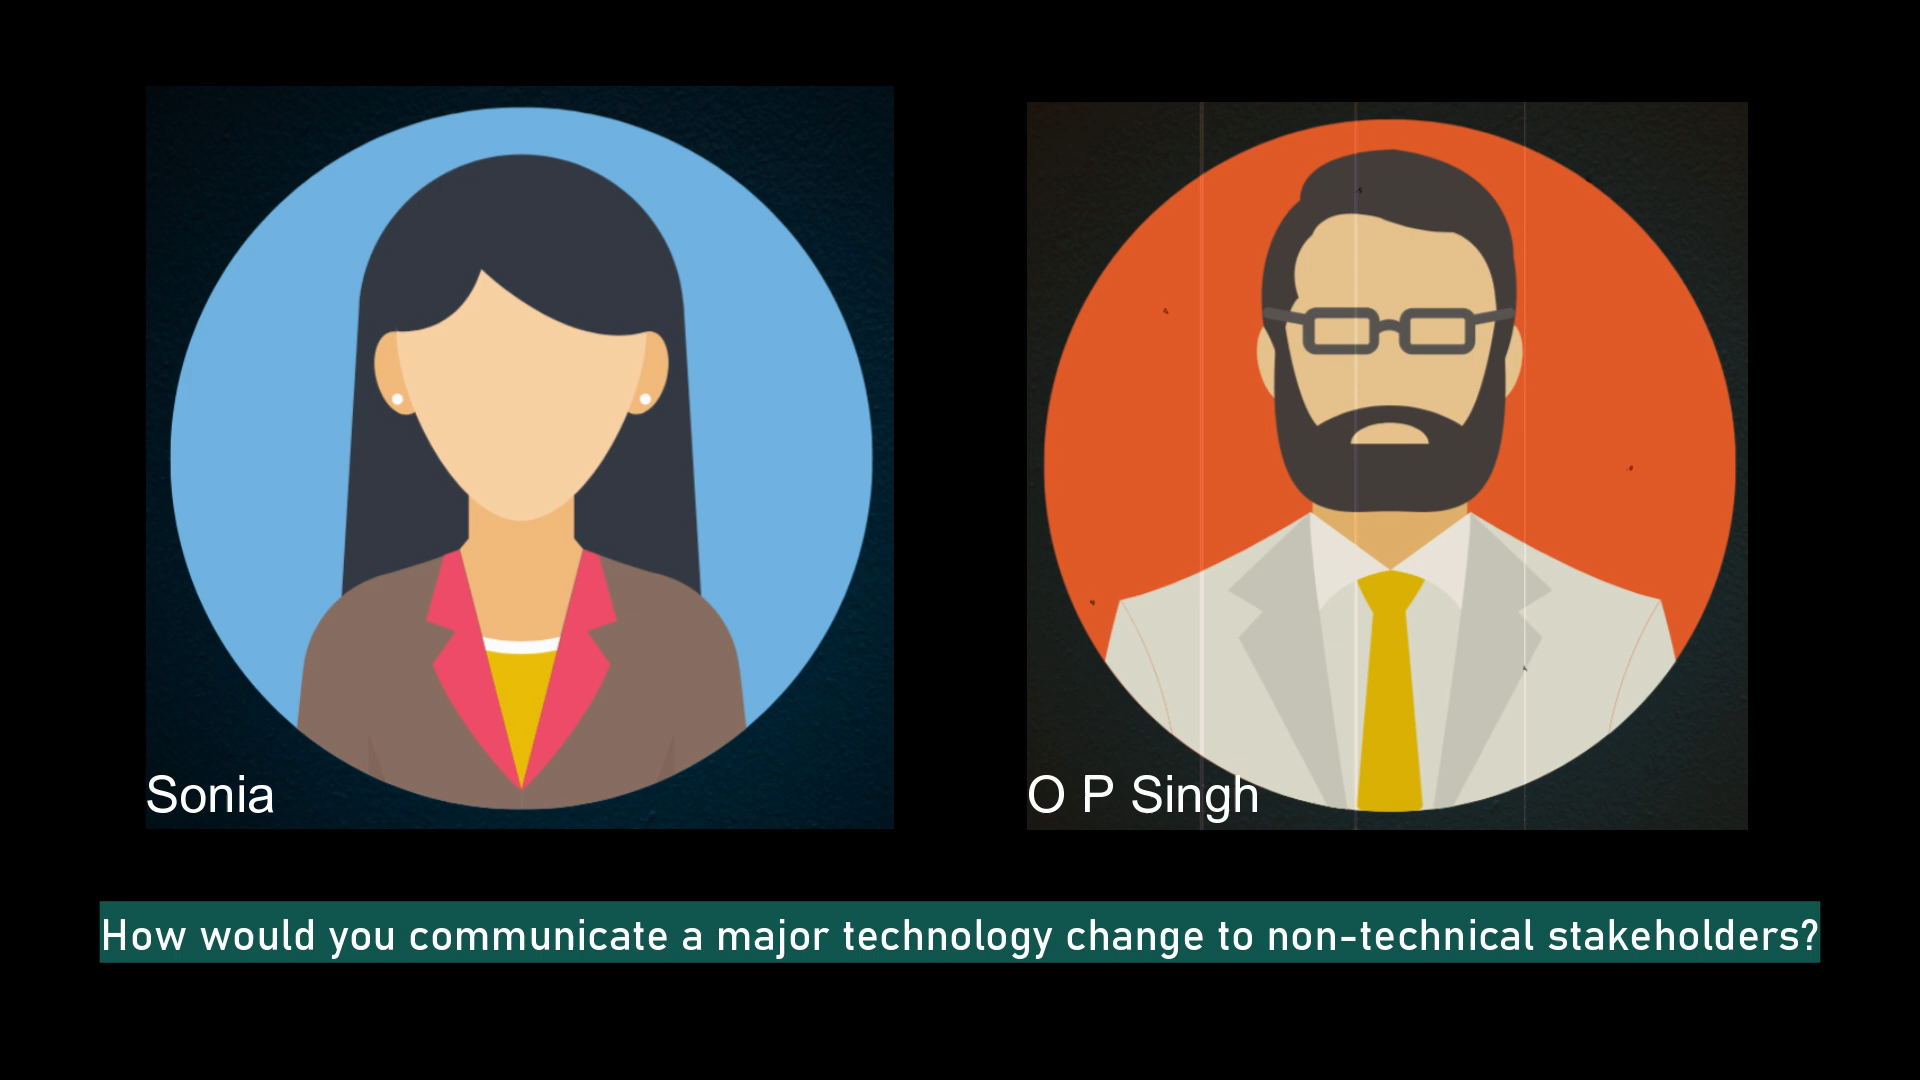 Sonia
O P Singh
How would you communicate a major technology change to non-technical stakeholders?